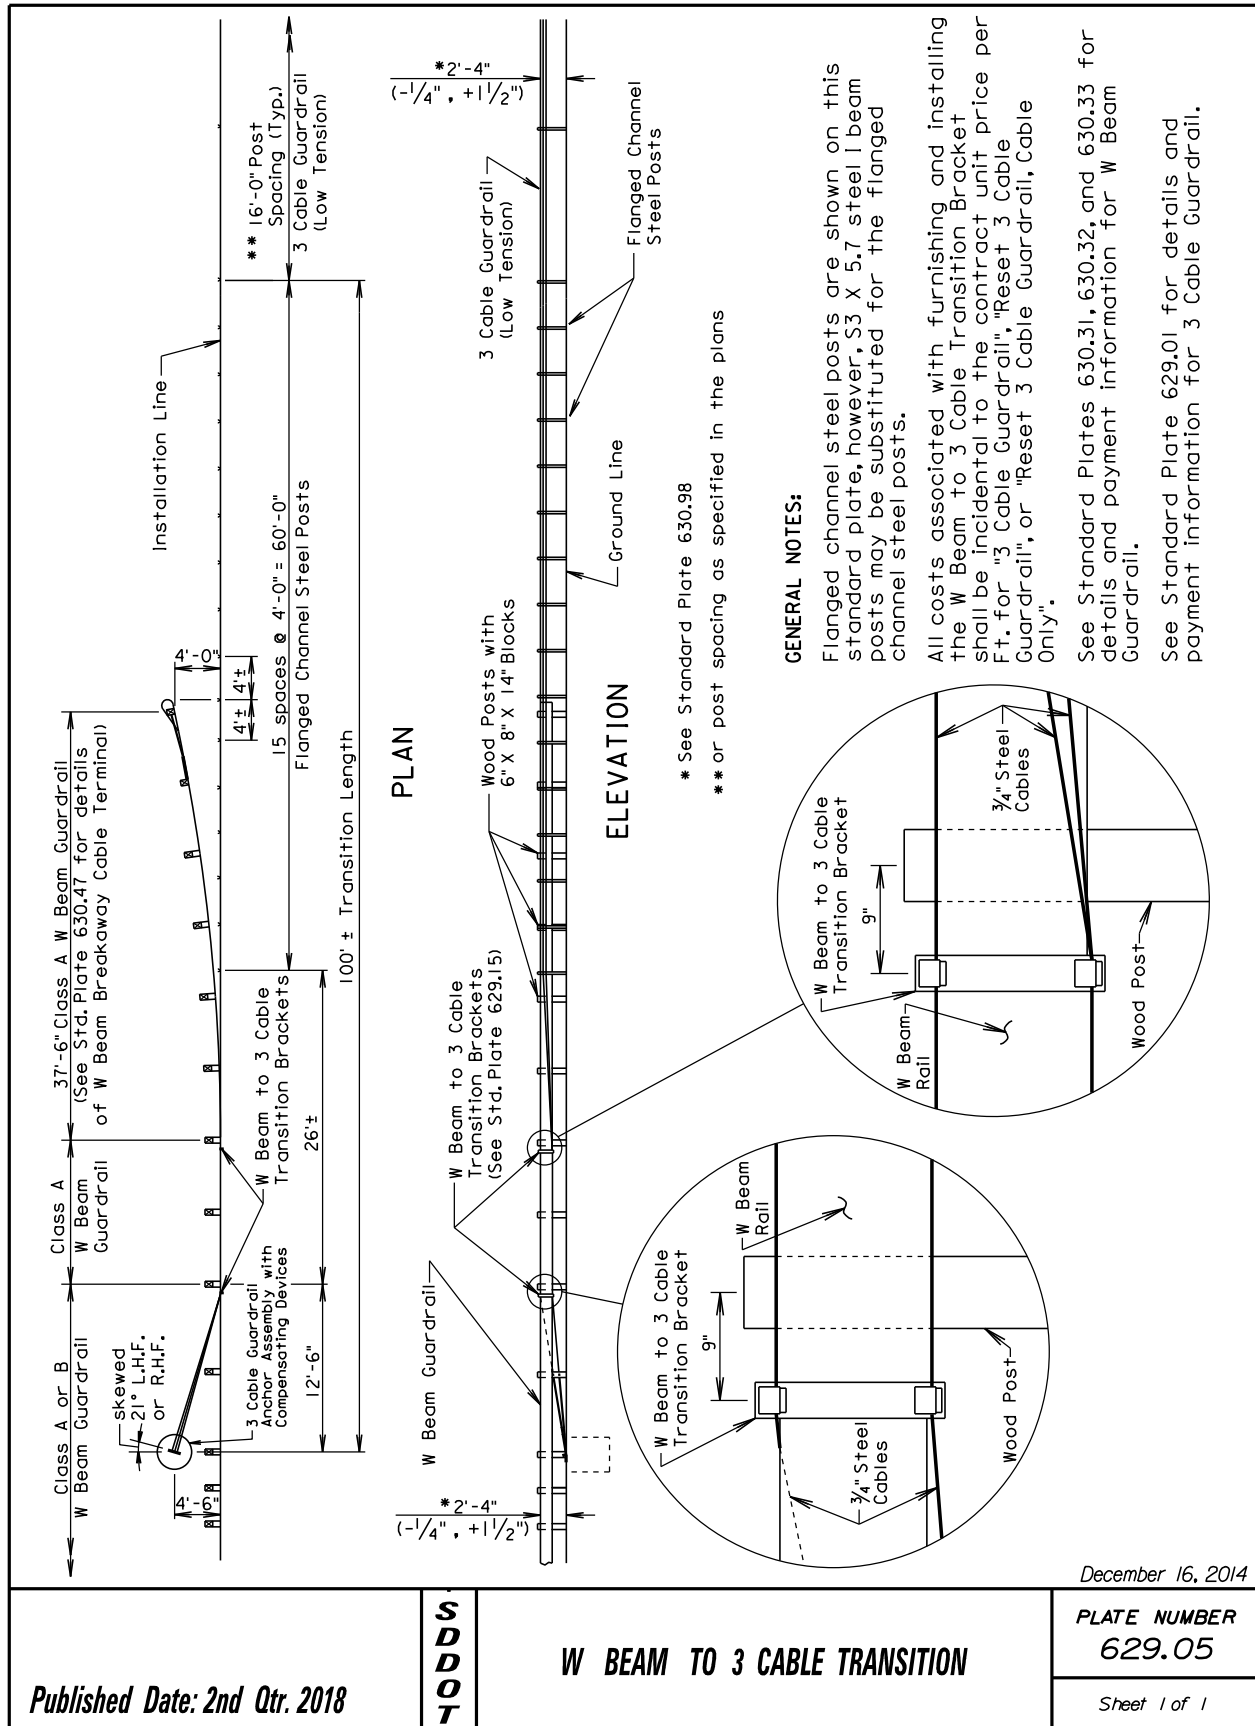 Class A or B
W Beam Guardrail
Class A
W Beam
Guardrail
37'-6" Class A W Beam Guardrail
(See Std. Plate 630.47 for details
of W Beam Breakaway Cable Terminal)
skewed
21° L.H.F.
or R.H.F.
4'-6"
3 Cable Guardrail
Anchor Assembly with
Compensating Devices
W Beam to 3 Cable
Transition Brackets
4'-0"
4'±
4'±
Installation Line
** 16'-0" Post
Spacing (Typ.)
3 Cable Guardrail
(Low Tension)
12'-6"
26'±
15 spaces @ 4'-0" = 60'-0"
Flanged Channel Steel Posts
100' ± Transition Length
PLAN
*2'-4"
(-1/4", +1 1/2")
W Beam Guardrail
W Beam to 3 Cable
Transition Brackets
(See Std. Plate 629.15)
Wood Posts with
6" X 8" X 14" Blocks
3 Cable Guardrail
(Low Tension)
*2'-4"
(-1/4", +1 1/2")
Ground Line
Flanged Channel
Steel Posts
ELEVATION
* See Standard Plate 630.98
** or post spacing as specified in the plans
W Beam to 3 Cable
Transition Bracket
9"
W Beam
Rail
3/4" Steel
Cables
Wood Post
W Beam to 3 Cable
Transition Bracket
9"
W Beam
Rail
3/4" Steel
Cables
Wood Post
GENERAL NOTES:
Flanged channel steel posts are shown on this
standard plate, however, S3 X 5.7 steel I beam
posts may be substituted for the flanged
channel steel posts.
All costs associated with furnishing and installing
the W Beam to 3 Cable Transition Bracket
shall be incidental to the contract unit price per
Ft. for "3 Cable Guardrail", "Reset 3 Cable
Guardrail", or "Reset 3 Cable Guardrail, Cable
Only".
See Standard Plates 630.31, 630.32, and 630.33 for
details and payment information for W Beam
Guardrail.
See Standard Plate 629.01 for details and
payment information for 3 Cable Guardrail.
December 16, 2014
Published Date: 2nd Qtr. 2018
SDDOT
W BEAM TO 3 CABLE TRANSITION
PLATE NUMBER
629.05
Sheet 1 of 1